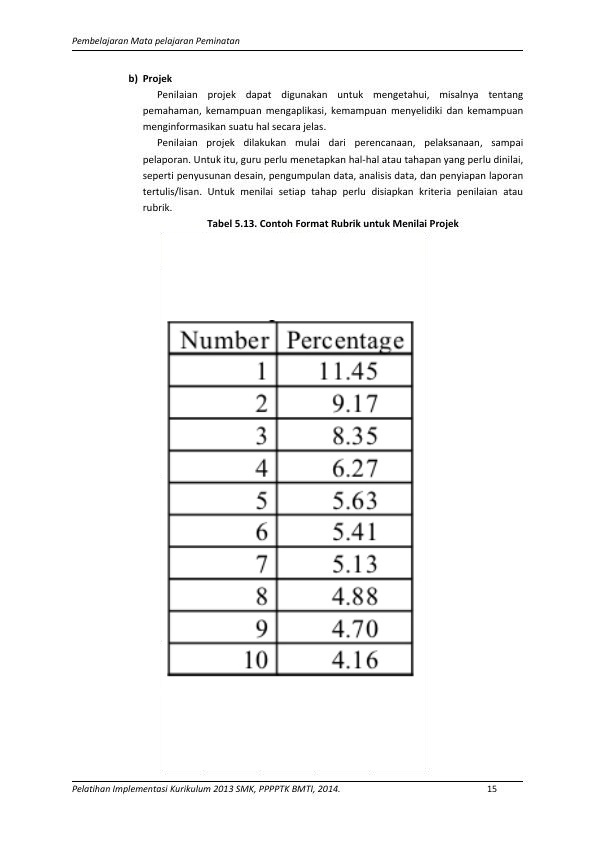 Pembelajaran Mata pelajaran Peminatan
b) Projek
Penilaian projek dapat digunakan untuk mengetahui, misalnya tentang
pemahaman, kemampuan mengaplikasi, kemampuan menyelidiki dan kemampuan
menginformasikan suatu hal secara jelas.
Penilaian projek dilakukan mulai dari perencanaan, pelaksanaan, sampai
pelaporan. Untuk itu, guru perlu menetapkan hal-hal atau tahapan yang perlu dinilai,
seperti penyusunan desain, pengumpulan data, analisis data, dan penyiapan laporan
tertulis/lisan. Untuk menilai setiap tahap perlu disiapkan kriteria penilaian atau
rubrik.
Tabel 5.13. Contoh Format Rubrik untuk Menilai Projek
Number Percentage
1 11.45
2 9.17
3 8.35
4 6.27
5 5.63
6 5.41
7 5.13
8 4.88
9 4.70
10 4.16
Pelatihan Implementasi Kurikulum 2013 SMK, PPPPTK BMTI, 2014. 15